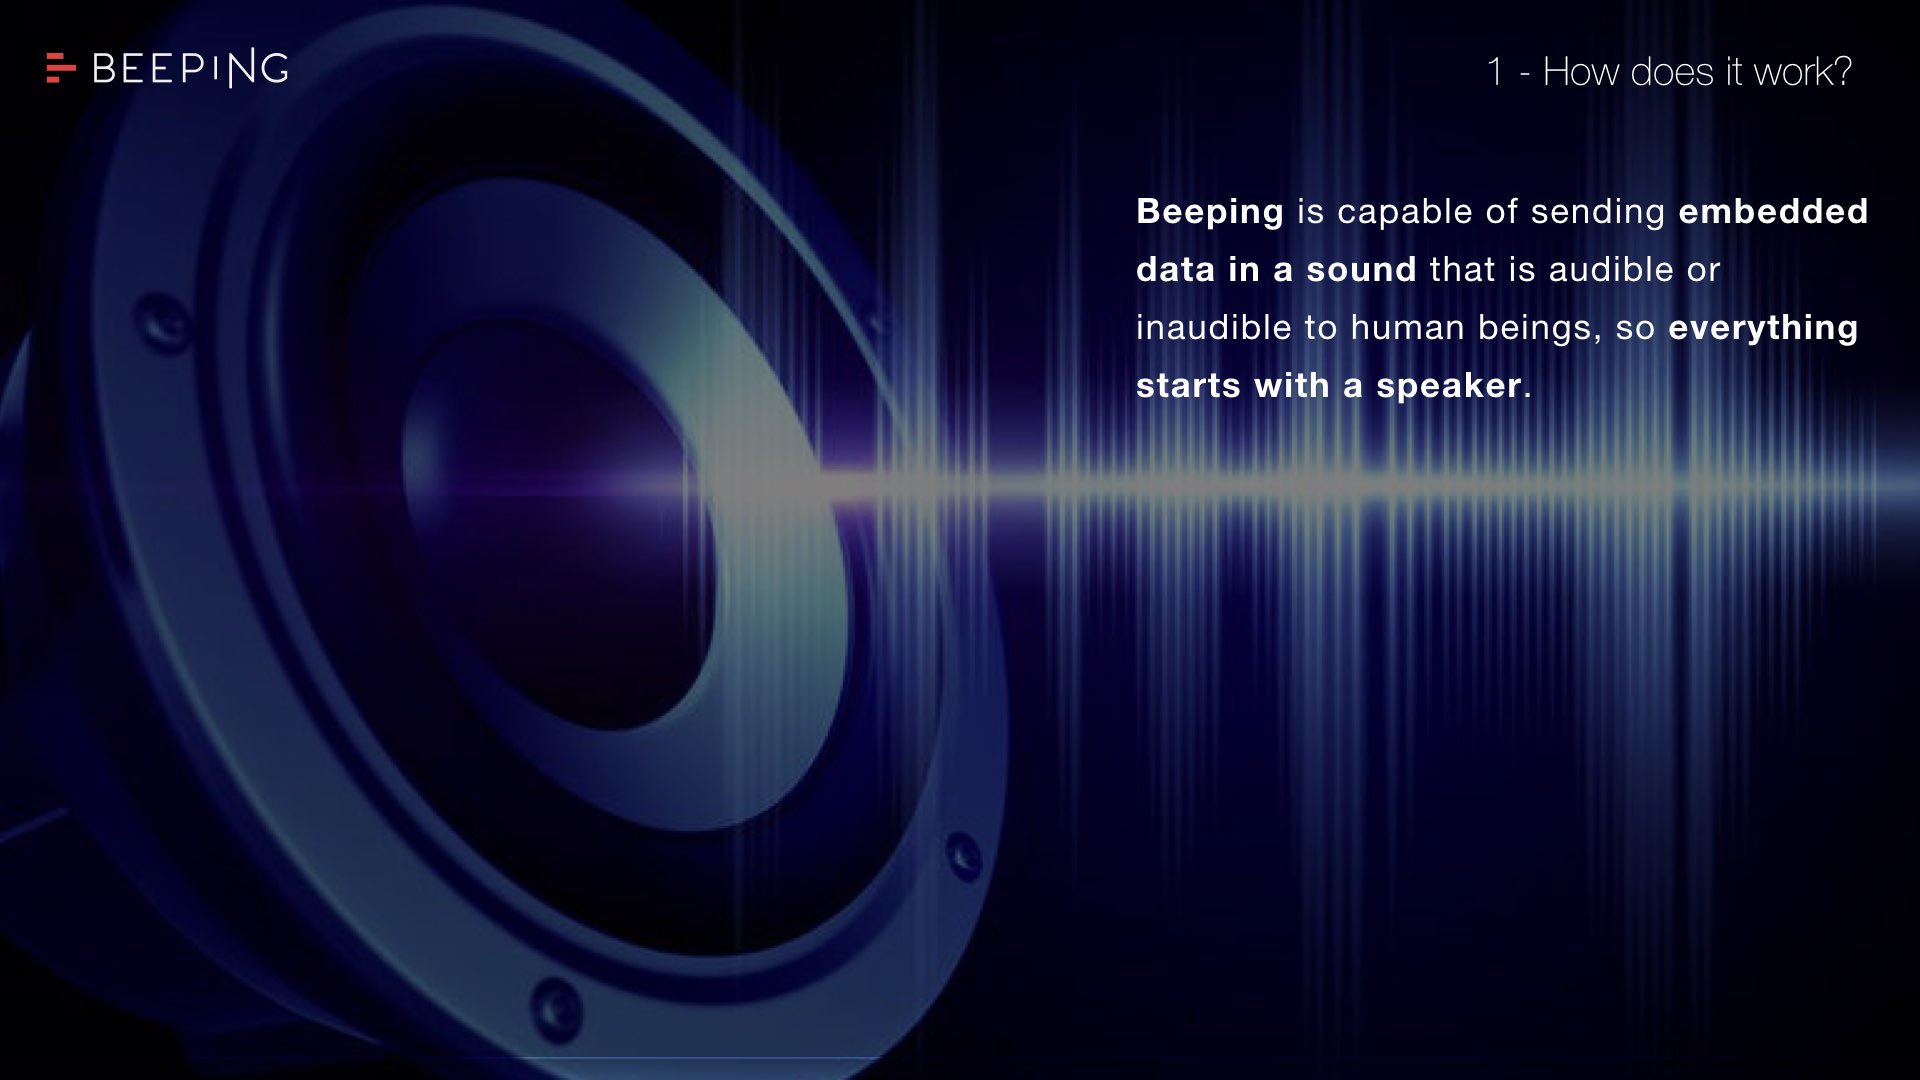 BEEPING
1 - How does it work?
Beeping is capable of sending embedded
data in a sound that is audible or
inaudible to human beings, so everything
starts with a speaker.